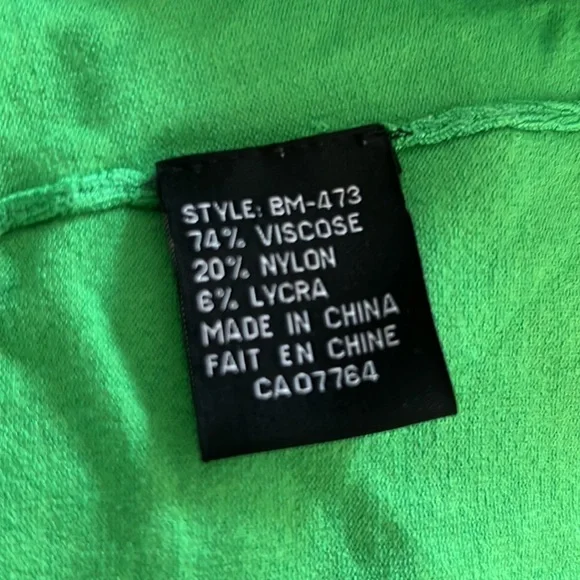 STYLE: BM-473
74% VISCOSE
20% NYLON
6% LYCRA
MADE IN CHINA
FAIT EN CHINE
CA07764